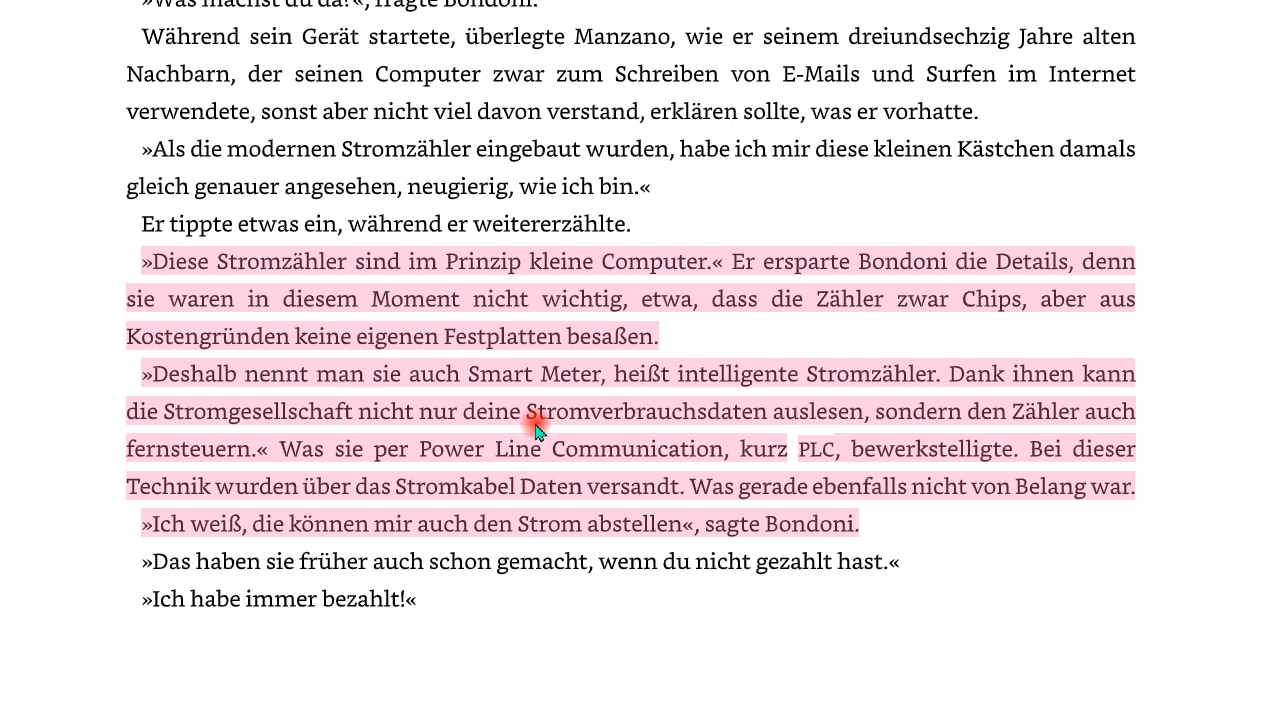 »Was machst du da?«, fragte Bondoni.
Während sein Gerät startete, überlegte Manzano, wie er seinem dreiundsechzig Jahre alten
Nachbarn, der seinen Computer zwar zum Schreiben von E-Mails und Surfen im Internet
verwendete, sonst aber nicht viel davon verstand, erklären sollte, was er vorhatte.
»Als die modernen Stromzähler eingebaut wurden, habe ich mir diese kleinen Kästchen damals
gleich genauer angesehen, neugierig, wie ich bin.«
Er tippte etwas ein, während er weitererzählte.
»Diese Stromzähler sind im Prinzip kleine Computer.« Er ersparte Bondoni die Details, denn
sie waren in diesem Moment nicht wichtig, etwa, dass die Zähler zwar Chips, aber aus
Kostengründen keine eigenen Festplatten besaßen.
»Deshalb nennt man sie auch Smart Meter, heißt intelligente Stromzähler. Dank ihnen kann
die Stromgesellschaft nicht nur deine Stromverbrauchsdaten auslesen, sondern den Zähler auch
fernsteuern.« Was sie per Power Line Communication, kurz PLC, bewerkstelligte. Bei dieser
Technik wurden über das Stromkabel Daten versandt. Was gerade ebenfalls nicht von Belang war.
»Ich weiß, die können mir auch den Strom abstellen«, sagte Bondoni.
»Das haben sie früher auch schon gemacht, wenn du nicht gezahlt hast.«
»Ich habe immer bezahlt!«